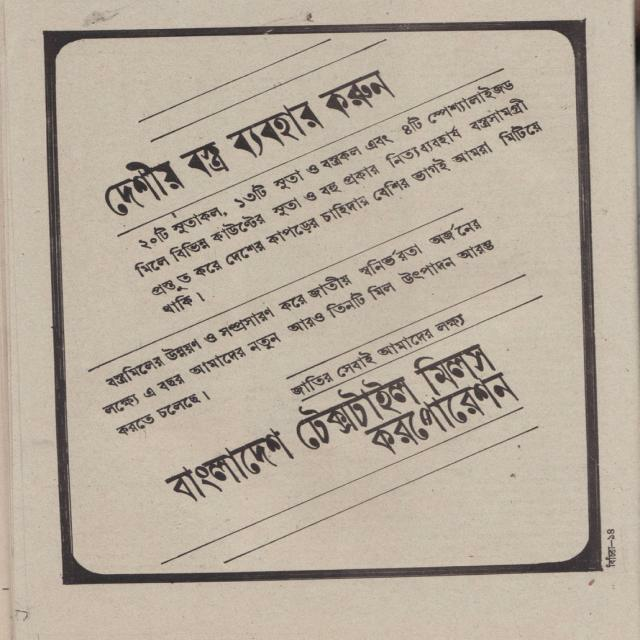 দেশীয় বস্ত্র ব্যবহার করুন
২০টি সুতাকল, ১৩টি সুতা ও বস্ত্রকল এবং ৪টি স্পেশ্যালাইজড
মিলে বিভিন্ন কাউন্টের সুতা ও বহু প্রকার নিত্যব্যবহার্য বস্ত্রসামগ্রী
প্রস্তুত করে দেশের কাপড়ের চাহিদার বেশির ভাগই আমরা মিটিয়ে
থাকি।
বস্ত্রমিলের উন্নয়ণ ও সম্প্রসারণ করে জাতীয় স্বনির্ভরতা অর্জনের
লক্ষ্যে এ বছর আমাদের নতুন আরও তিনটি মিল উৎপাদন আরম্ভ
করতে চলেছে।
জাতির সেবাই আমাদের লক্ষ্য
বাংলাদেশ টেক্সটাইল মিলস
করপোরেশন